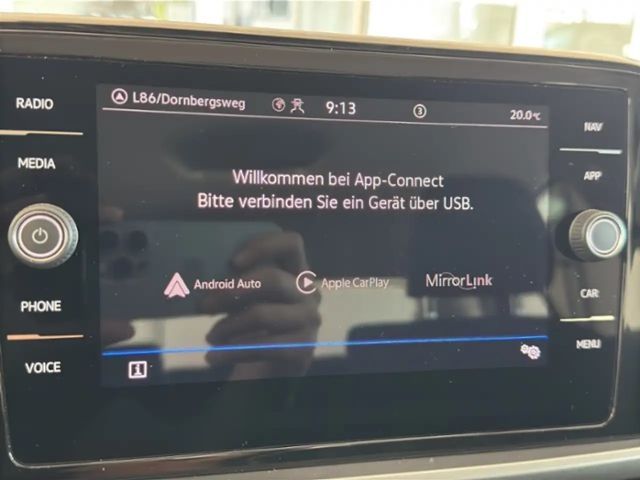 RADIO
MEDIA
PHONE
VOICE
L86/Dornbergsweg
9:13
3
20.0°C
Willkommen bei App-Connect
Bitte verbinden Sie ein Gerät über USB.
Android Auto
Apple CarPlay
MirrorLink
i
NAV
APP
CAR
MENU